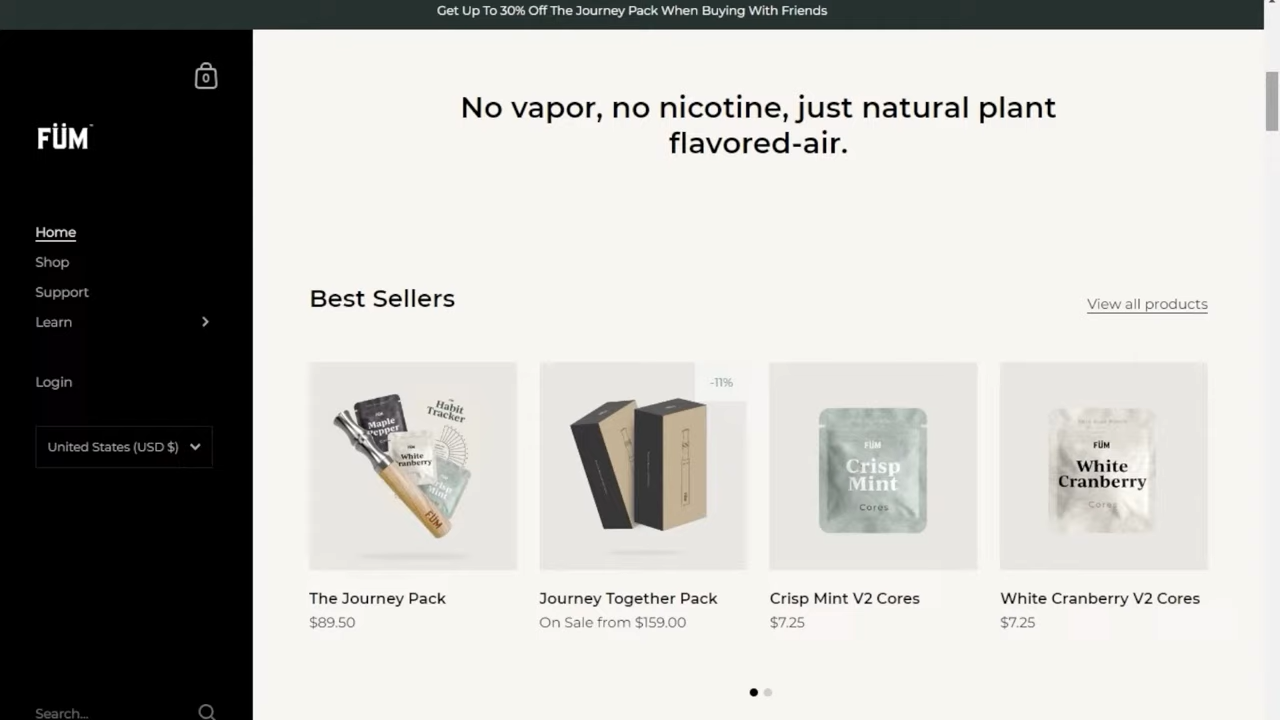 Get Up To 30% Off The Journey Pack When Buying With Friends
0
FÜM
Home
Shop
Support
Learn
Login
United States (USD $)
Search...
No vapor, no nicotine, just natural plant
flavored-air.
Best Sellers
View all products
Maple
Pepper
Habit
Tracker
White
Cranberry
Mint
FÜM
The Journey Pack
$89.50
-11%
Journey Together Pack
On Sale from $159.00
FÜM
Crisp
Mint
Cores
Crisp Mint V2 Cores
$7.25
FÜM
White
Cranberry
Cores
White Cranberry V2 Cores
$7.25